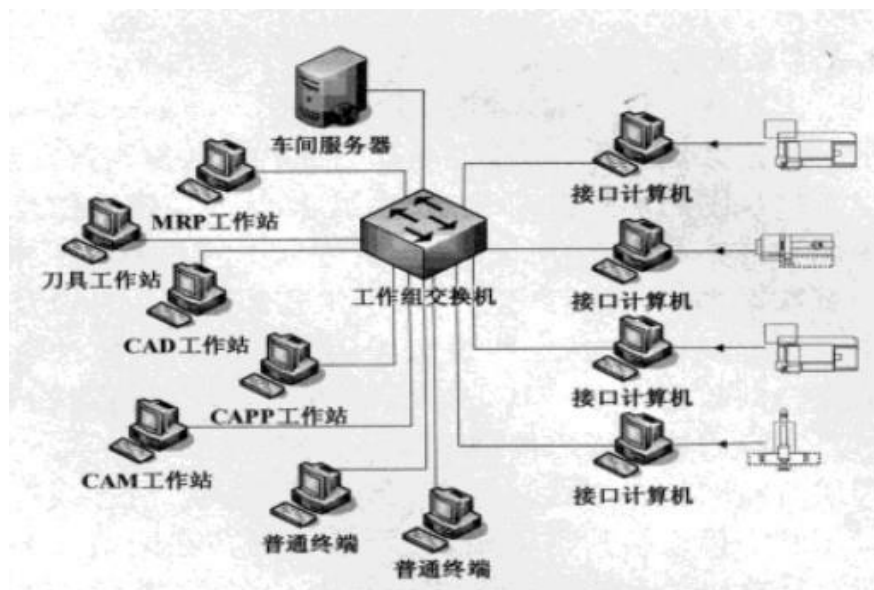 车间服务器
MRP工作站
刀具工作站
CAD工作站
CAPP工作站
CAM工作站
普通终端
普通终端
工作组交换机
接口计算机
接口计算机
接口计算机
接口计算机